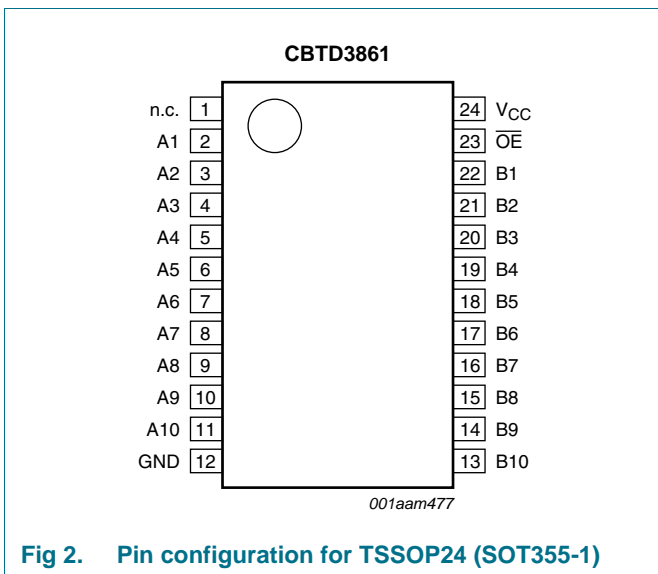 CBTD3861
n.c. 1 24 VCC
A1 2 23 O̅E̅
A2 3 22 B1
A3 4 21 B2
A4 5 20 B3
A5 6 19 B4
A6 7 18 B5
A7 8 17 B6
A8 9 16 B7
A9 10 15 B8
A10 11 14 B9
GND 12 13 B10
001aam477
Fig 2. Pin configuration for TSSOP24 (SOT355-1)